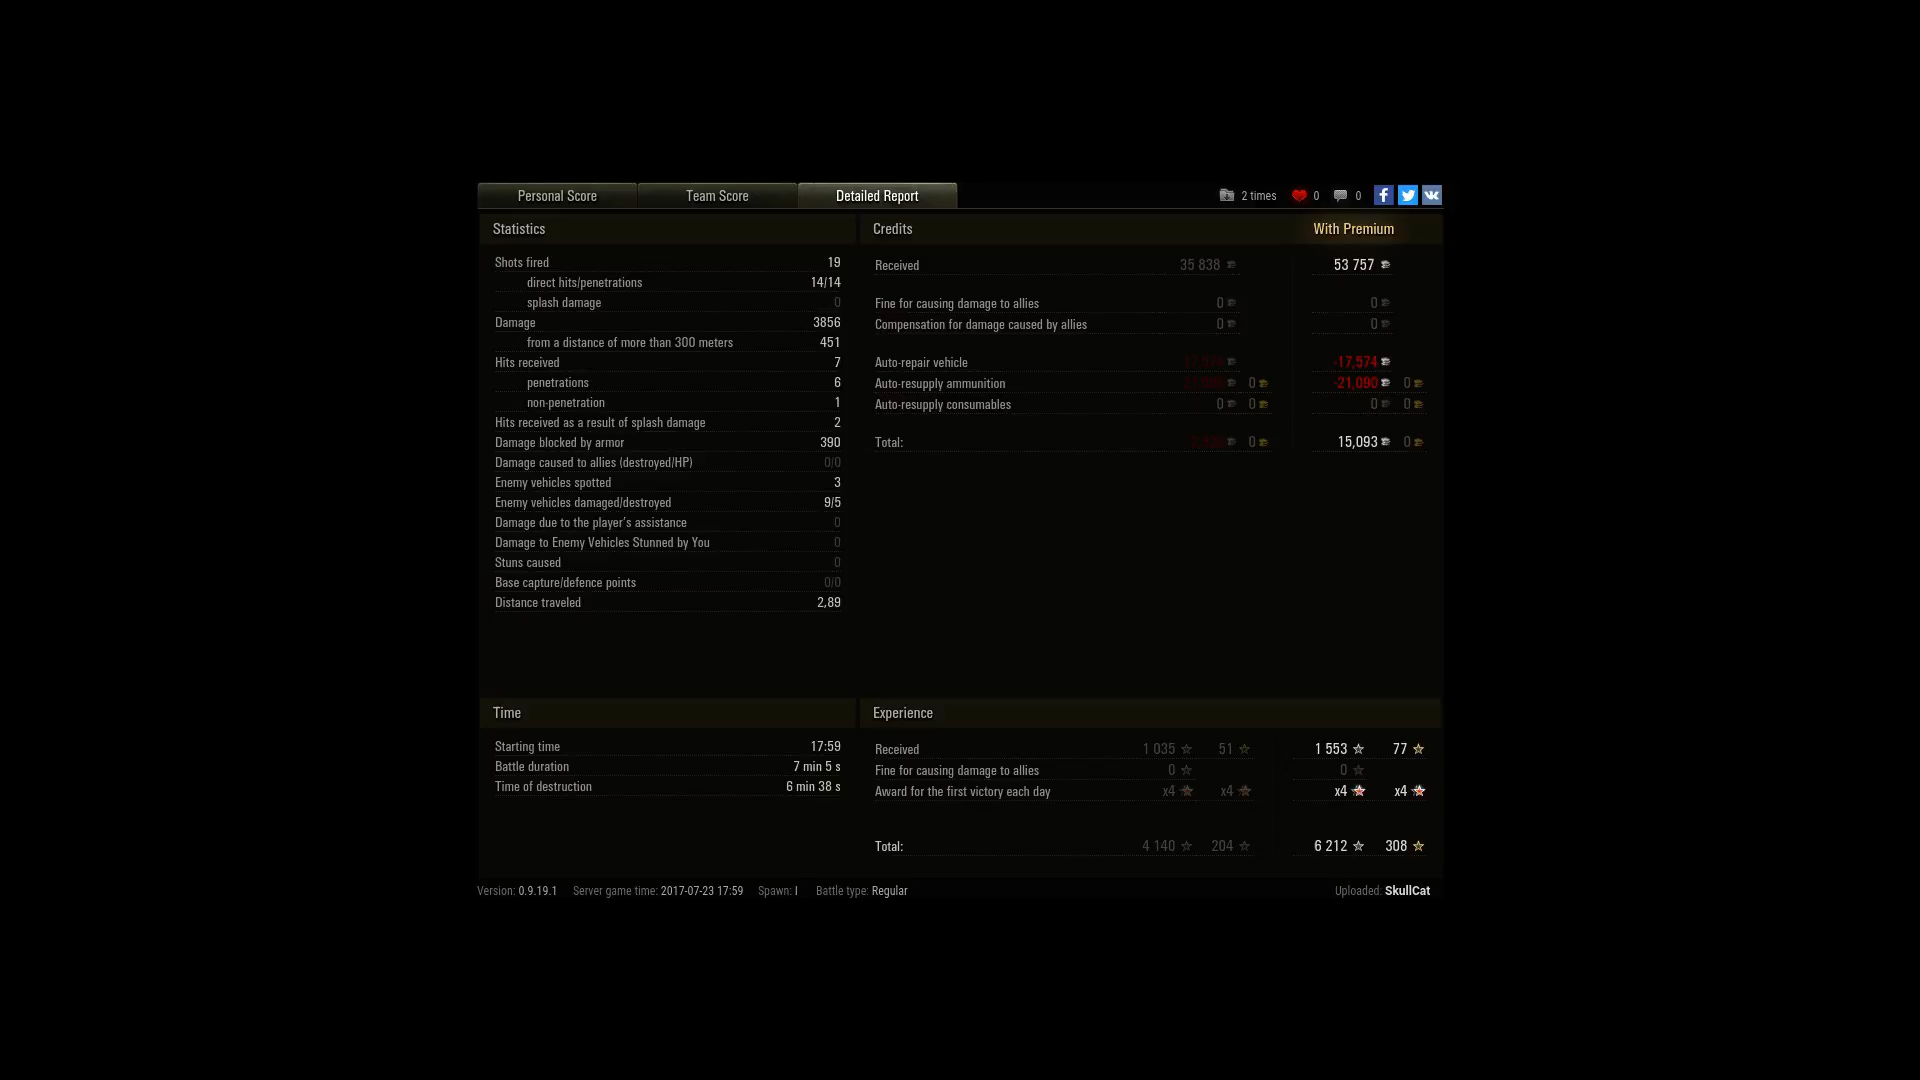 Personal Score Team Score Detailed Report 2 times 0 0
Statistics
Shots fired 19
direct hits/penetrations 14/14
splash damage 0
Damage 3856
from a distance of more than 300 meters 451
Hits received 7
penetrations 6
non-penetration 1
Hits received as a result of splash damage 2
Damage blocked by armor 390
Damage caused to allies (destroyed/HP) 0/0
Enemy vehicles spotted 3
Enemy vehicles damaged/destroyed 9/5
Damage due to the player's assistance 0
Damage to Enemy Vehicles Stunned by You 0
Stuns caused 0
Base capture/defence points 0/0
Distance traveled 2,89
Credits With Premium
Received 35 838 53 757
Fine for causing damage to allies 0 0
Compensation for damage caused by allies 0 0
Auto-repair vehicle -17,574
Auto-resupply ammunition 0 -21,090 0
Auto-resupply consumables 0 0 0 0
Total: 0 15,093 0
Time
Starting time 17:59
Battle duration 7 min 5 s
Time of destruction 6 min 38 s
Experience
Received 1 035 51 1 553 77
Fine for causing damage to allies 0 0
Award for the first victory each day x4 x4 x4 x4
Total: 4 140 204 6 212 308
Version: 0.9.19.1 Server game time: 2017-07-23 17:59 Spawn: I Battle type: Regular Uploaded: SkullCat